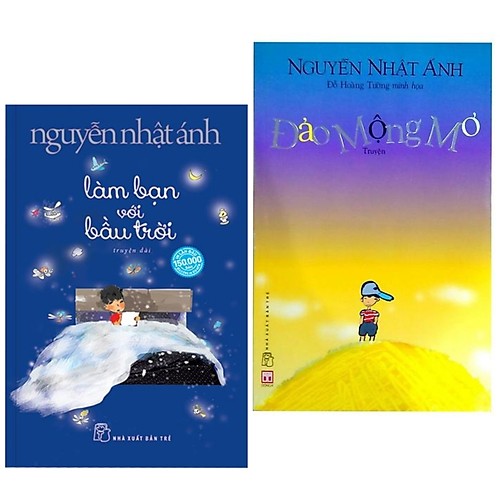 nguyễn nhật ánh
làm bạn
với
bầu trời
truyện dài
150.000
NHÀ XUẤT BẢN TRẺ
NGUYỄN NHẬT ÁNH
Đỗ Hoàng Tường minh họa
Đảo Mộng Mơ
Truyện
NHÀ XUẤT BẢN TRẺ